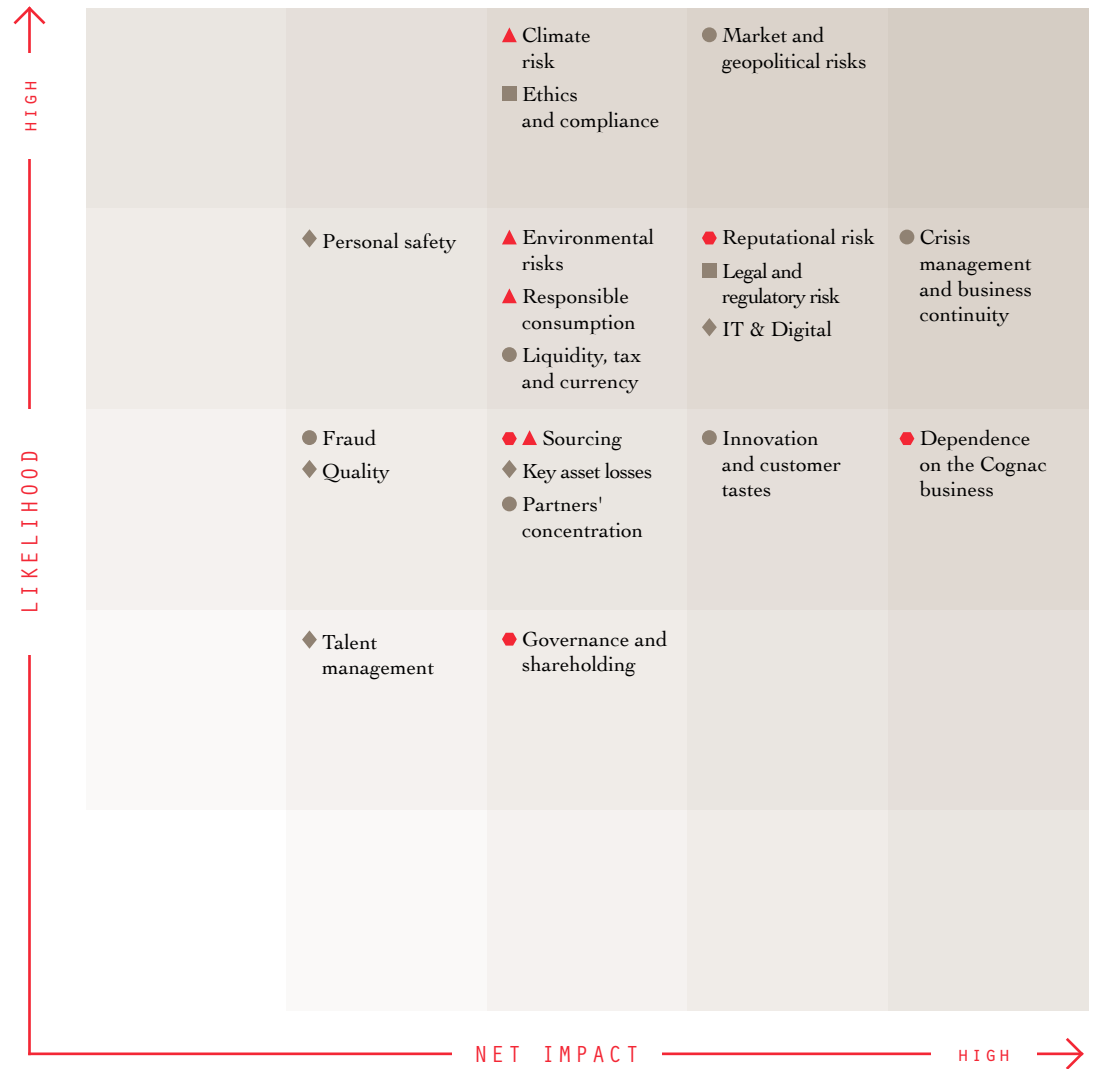 HIGH
Climate
risk
Ethics
and compliance
Market and
geopolitical risks
Personal safety
Environmental
risks
Responsible
consumption
Liquidity, tax
and currency
Reputational risk
Legal and
regulatory risk
IT & Digital
Crisis
management
and business
continuity
LIKELIHOOD
Fraud
Quality
Sourcing
Key asset losses
Partners'
concentration
Innovation
and customer
tastes
Dependence
on the Cognac
business
Talent
management
Governance and
shareholding
NET IMPACT
HIGH